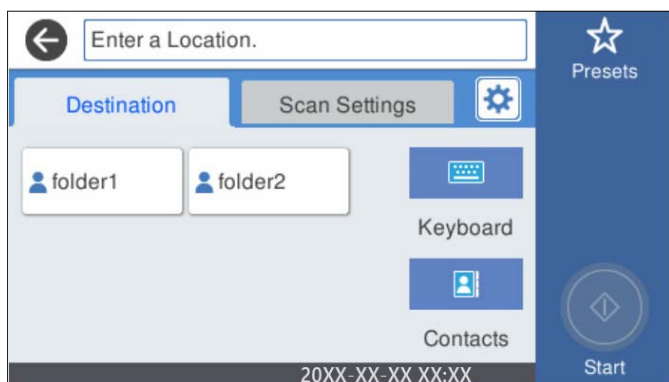 Enter a Location.
Presets
Destination
Scan Settings
folder1
folder2
Keyboard
Contacts
20XX-XX-XX XX:XX
Start